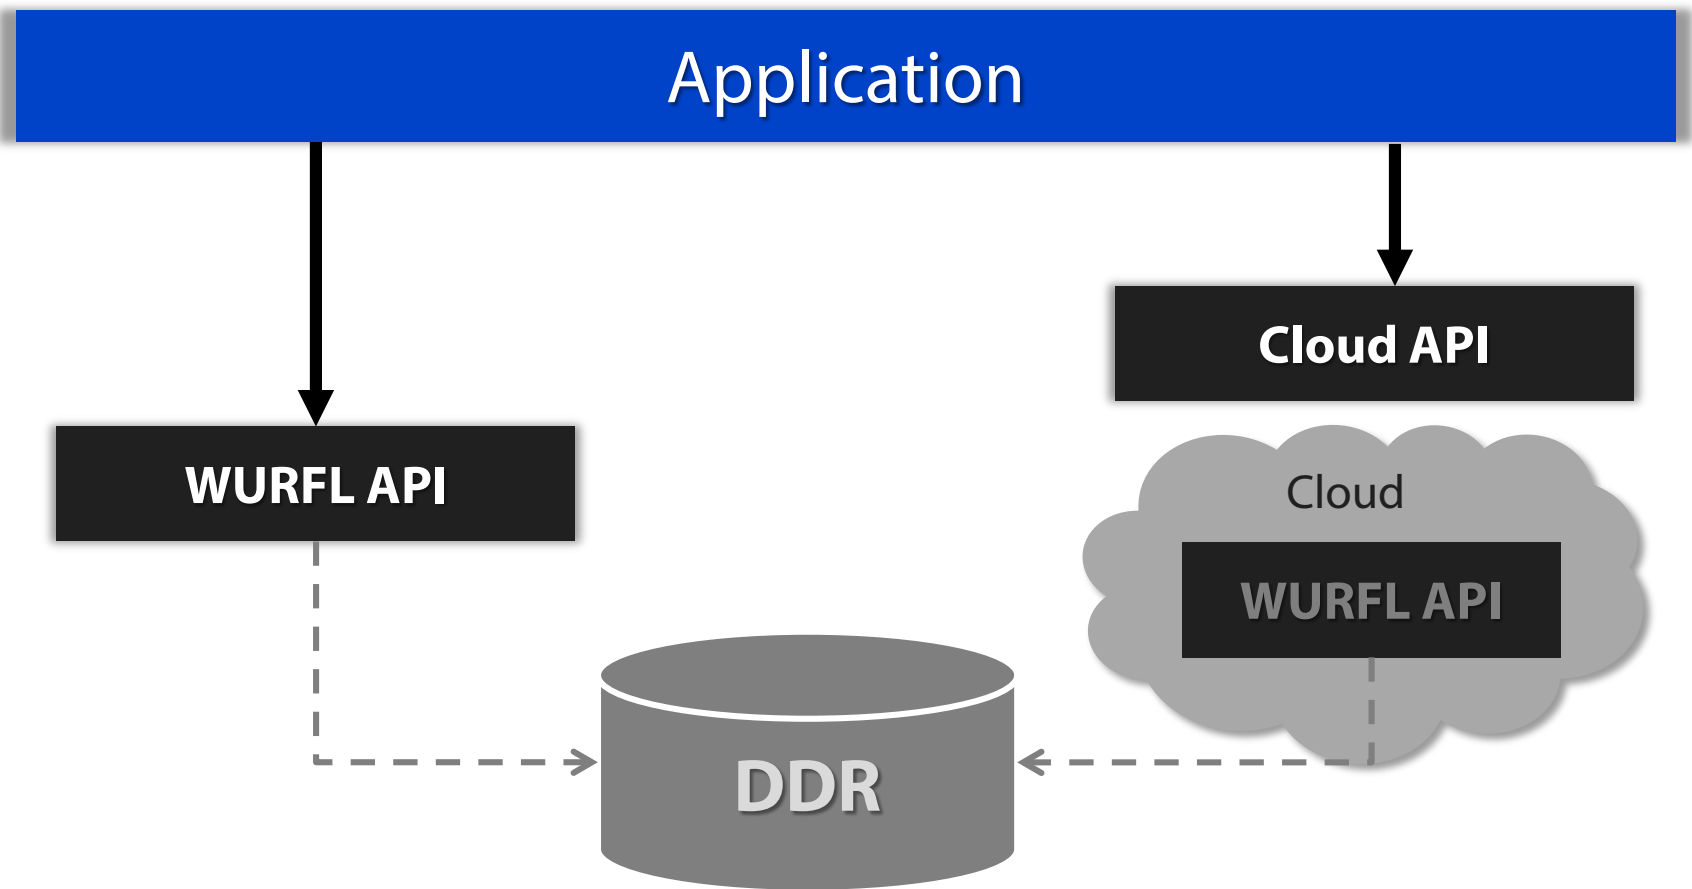 Application
Cloud API
WURFL API
Cloud
WURFL API
DDR